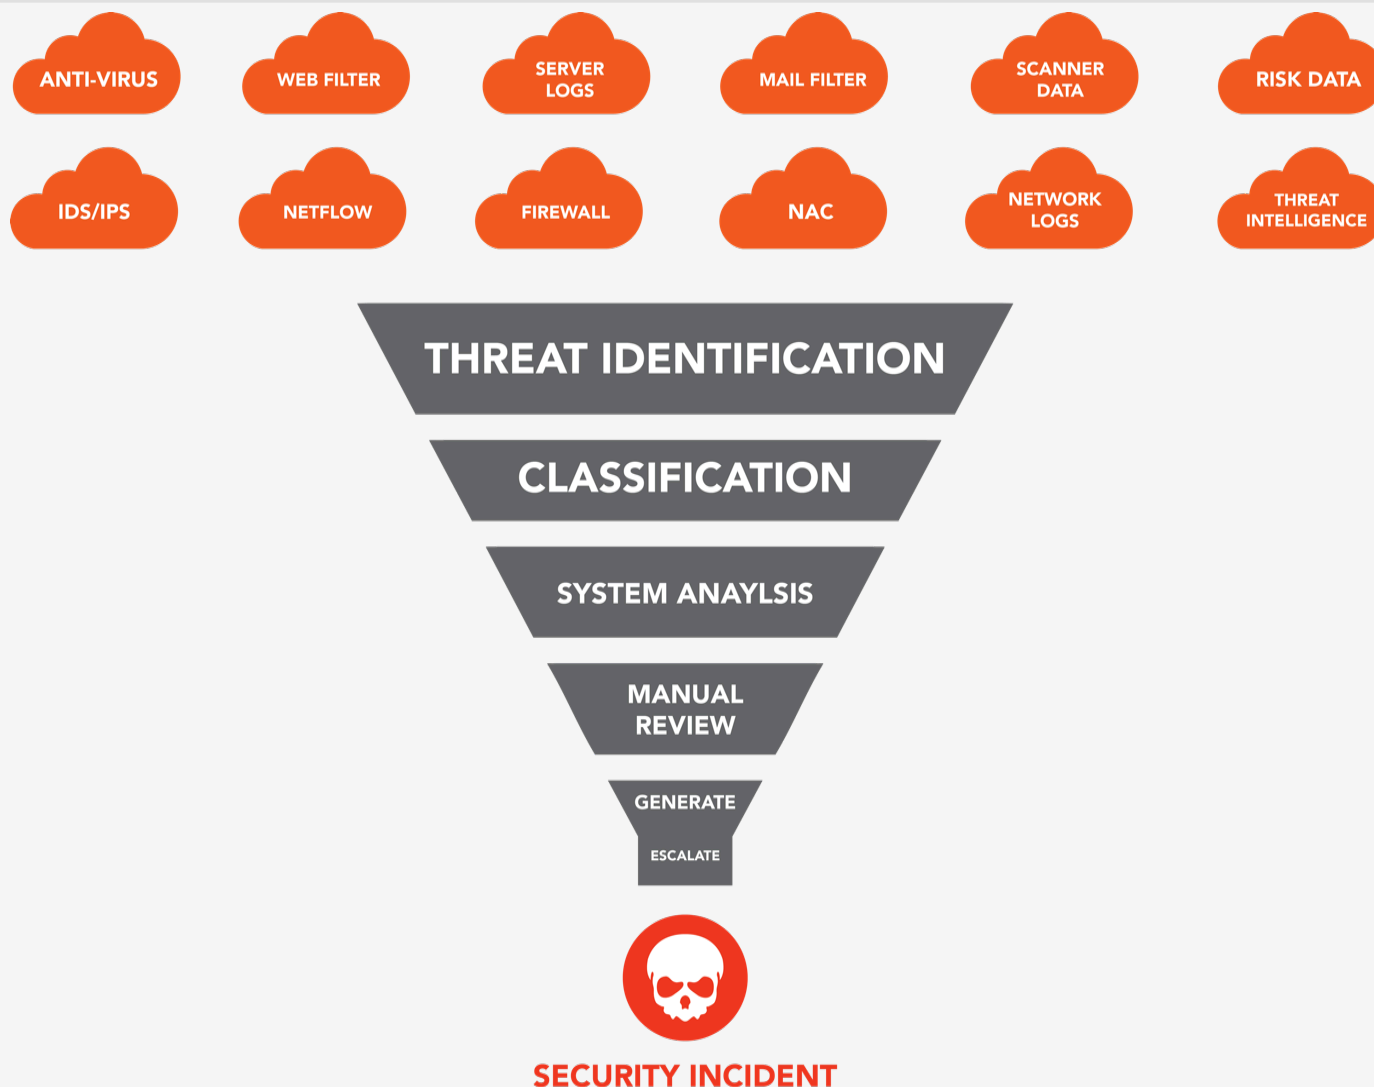 ANTI-VIRUS
WEB FILTER
SERVER
LOGS
MAIL FILTER
SCANNER
DATA
RISK DATA
IDS/IPS
NETFLOW
FIREWALL
NAC
NETWORK
LOGS
THREAT
INTELLIGENCE
THREAT IDENTIFICATION
CLASSIFICATION
SYSTEM ANAYLSIS
MANUAL
REVIEW
GENERATE
ESCALATE
SECURITY INCIDENT